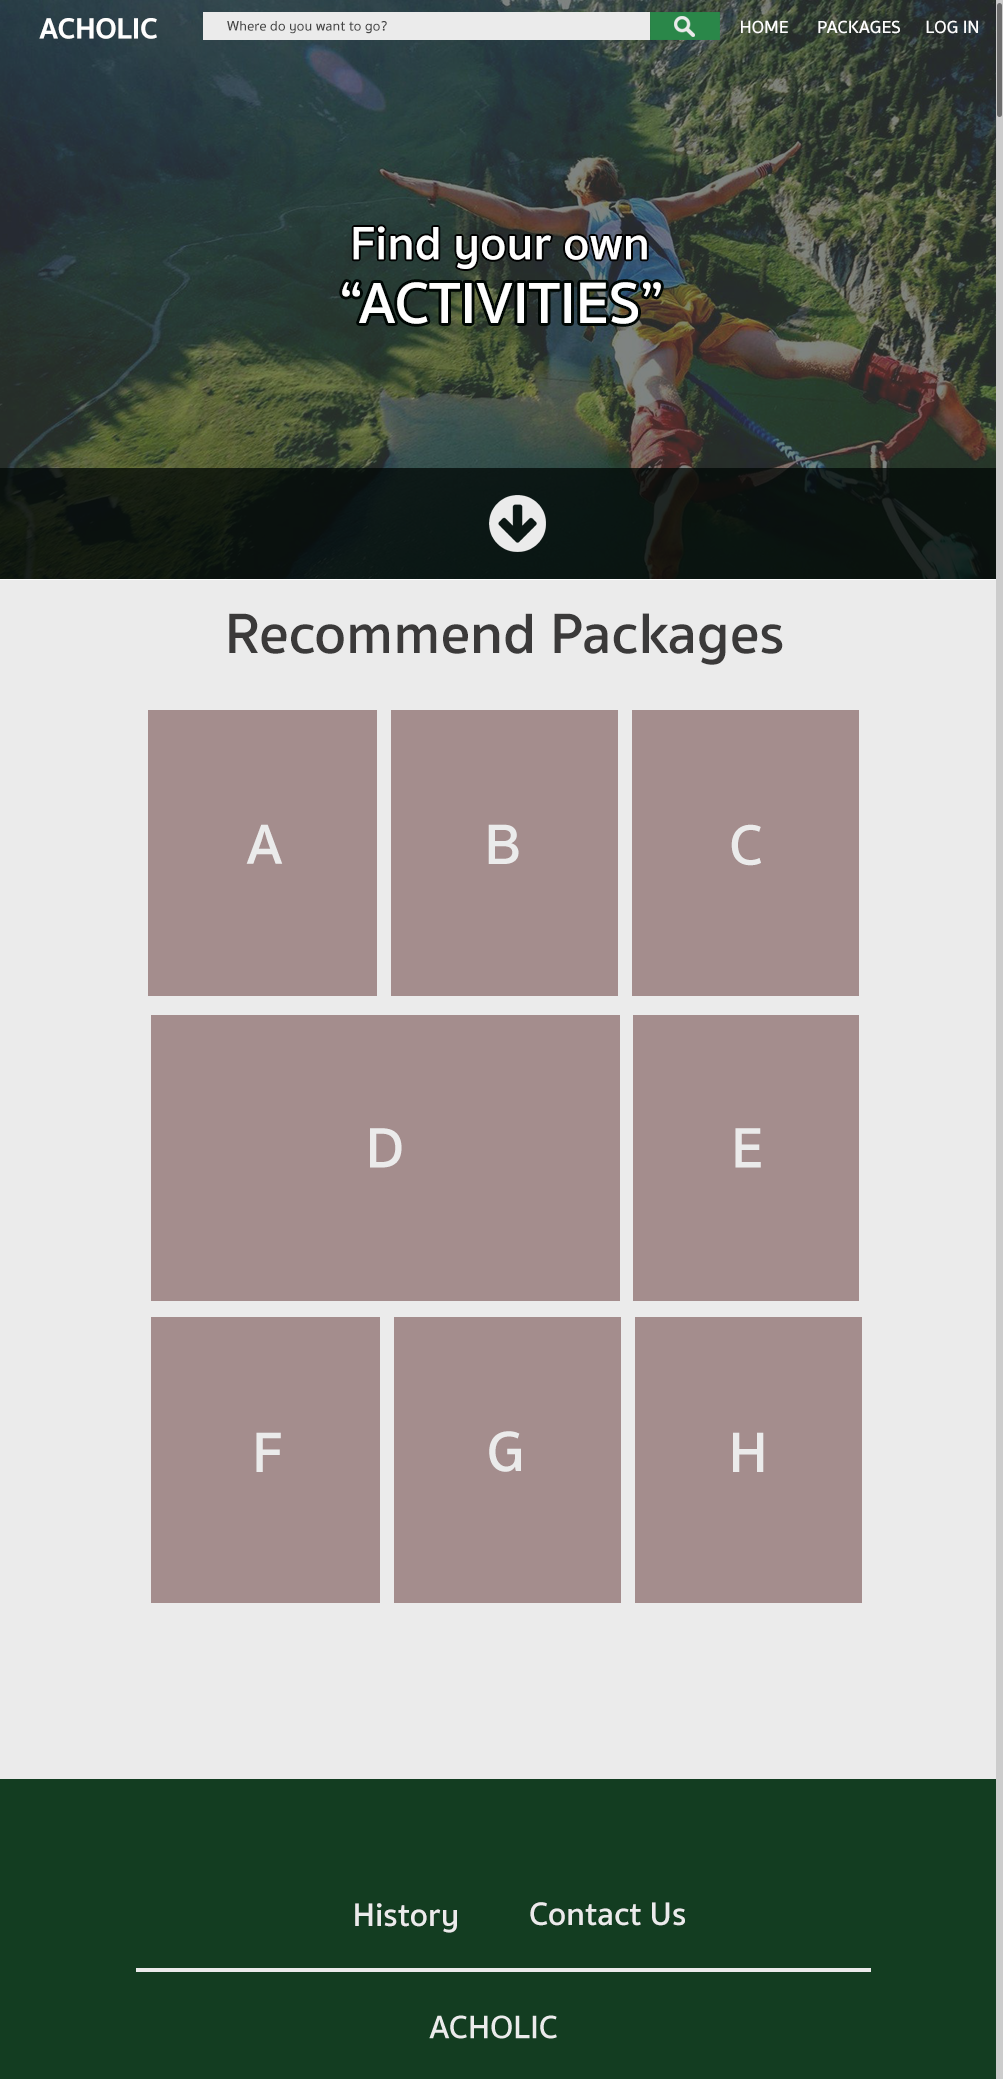 ACHOLIC
Where do you want to go?
HOME
PACKAGES
LOG IN
Find your own
“ACTIVITIES”
Recommend Packages
A
B
C
D
E
F
G
H
History
Contact Us
ACHOLIC